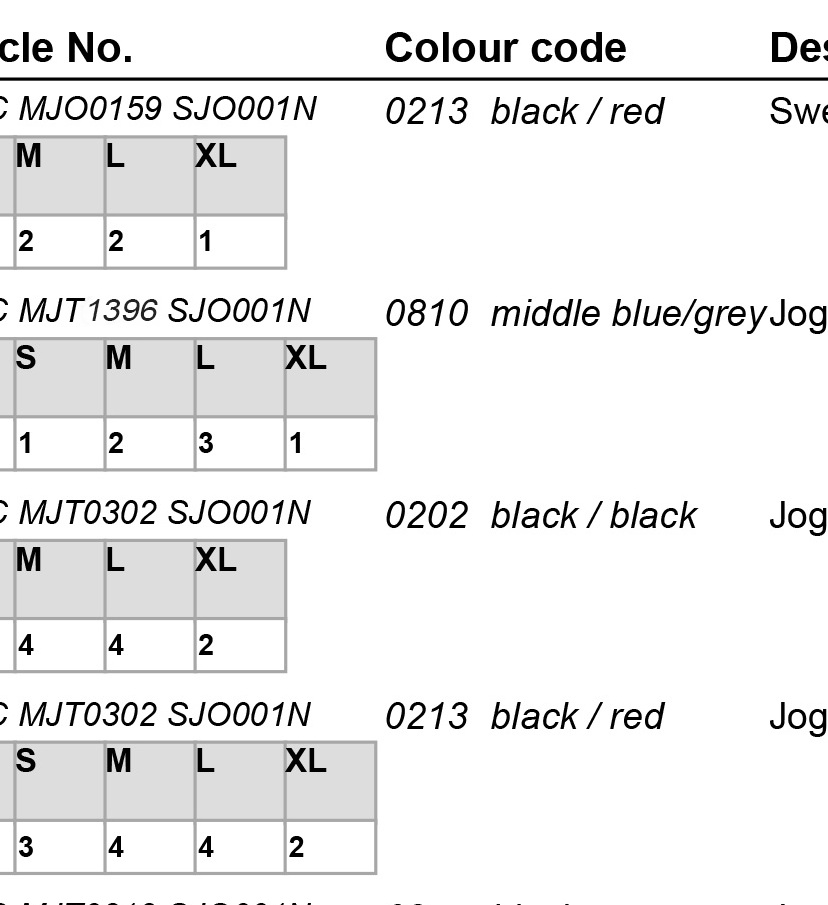 cle No. Colour code Des
C MJO0159 SJO001N 0213 black / red Swe
M L XL
2 2 1
C MJT1396 SJO001N 0810 middle blue/grey Jog
S M L XL
1 2 3 1
C MJT0302 SJO001N 0202 black / black Jog
M L XL
4 4 2
C MJT0302 SJO001N 0213 black / red Jog
S M L XL
3 4 4 2